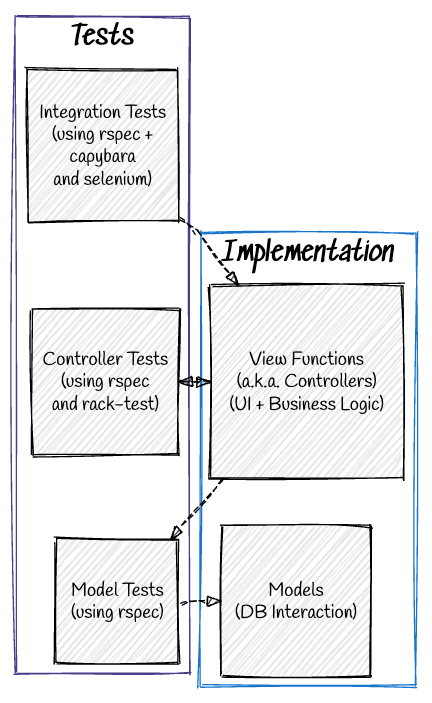 Tests
Integration Tests
(using rspec +
capybara
and selenium)
Implementation
Controller Tests
(using rspec
and rack-test)
View Functions
(a.k.a. Controllers)
(UI + Business Logic)
Model Tests
(using rspec)
Models
(DB Interaction)